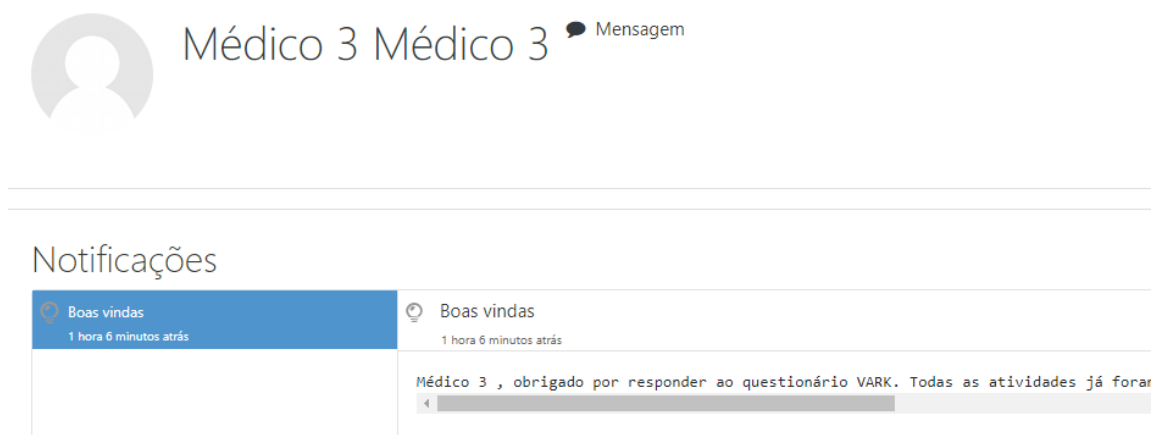 Médico 3 Médico 3 Mensagem
Notificações
Boas vindas
1 hora 6 minutos atrás
Boas vindas
1 hora 6 minutos atrás
Médico 3 , obrigado por responder ao questionário VARK. Todas as atividades já